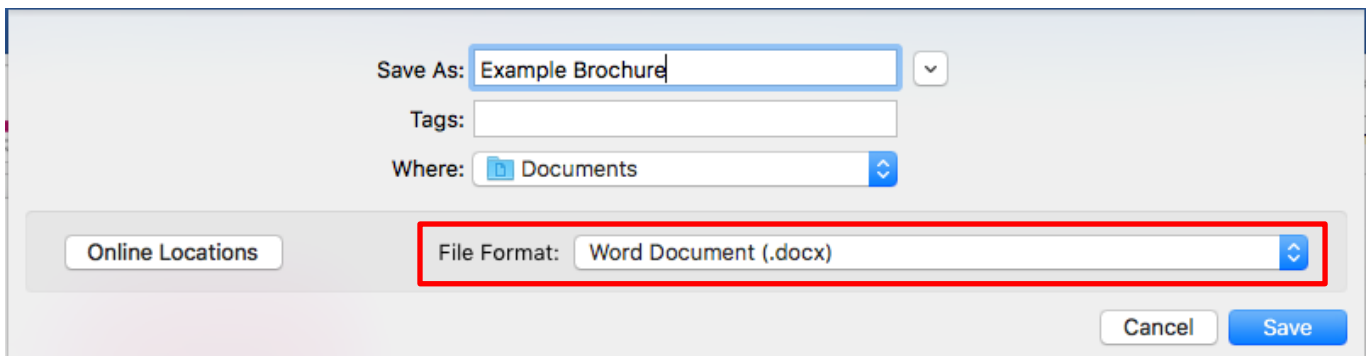 Save As: Example Brochure
Tags:
Where: Documents
Online Locations File Format: Word Document (.docx)
Cancel Save